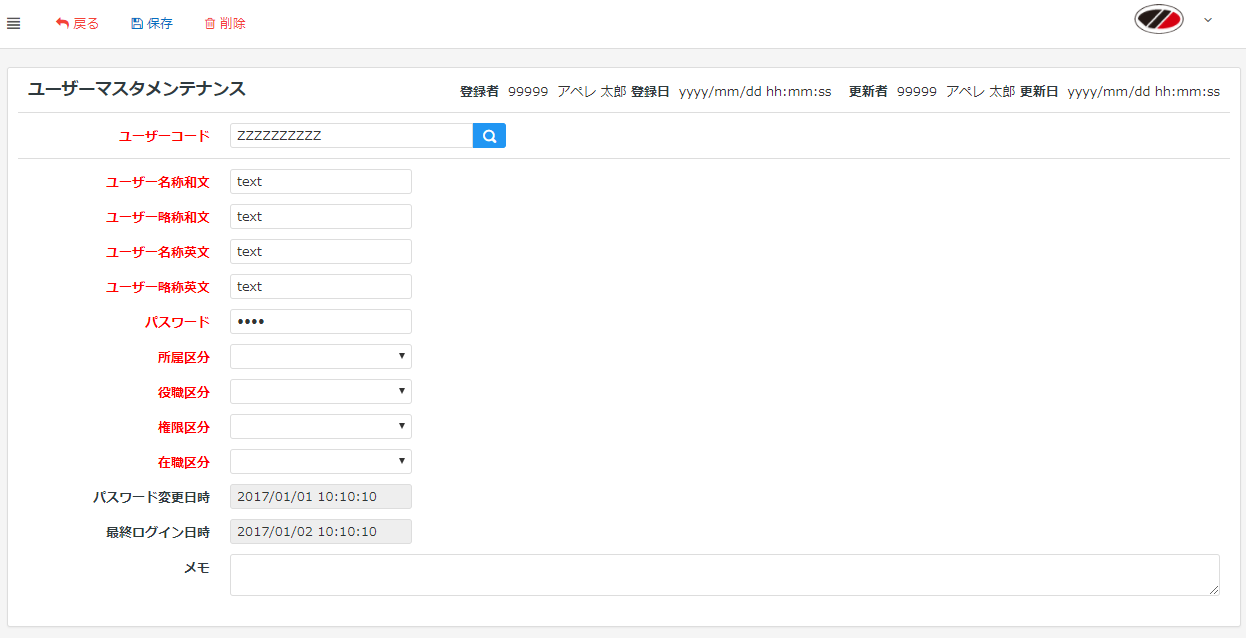 戻る 保存 削除
ユーザーマスタメンテナンス 登録者 99999 アペレ 太郎 登録日 yyyy/mm/dd hh:mm:ss 更新者 99999 アペレ 太郎 更新日 yyyy/mm/dd hh:mm:ss
ユーザーコード ZZZZZZZZZZ
ユーザー名称和文 text
ユーザー略称和文 text
ユーザー名称英文 text
ユーザー略称英文 text
パスワード ••••
所属区分
役職区分
権限区分
在職区分
パスワード変更日時 2017/01/01 10:10:10
最終ログイン日時 2017/01/02 10:10:10
メモ